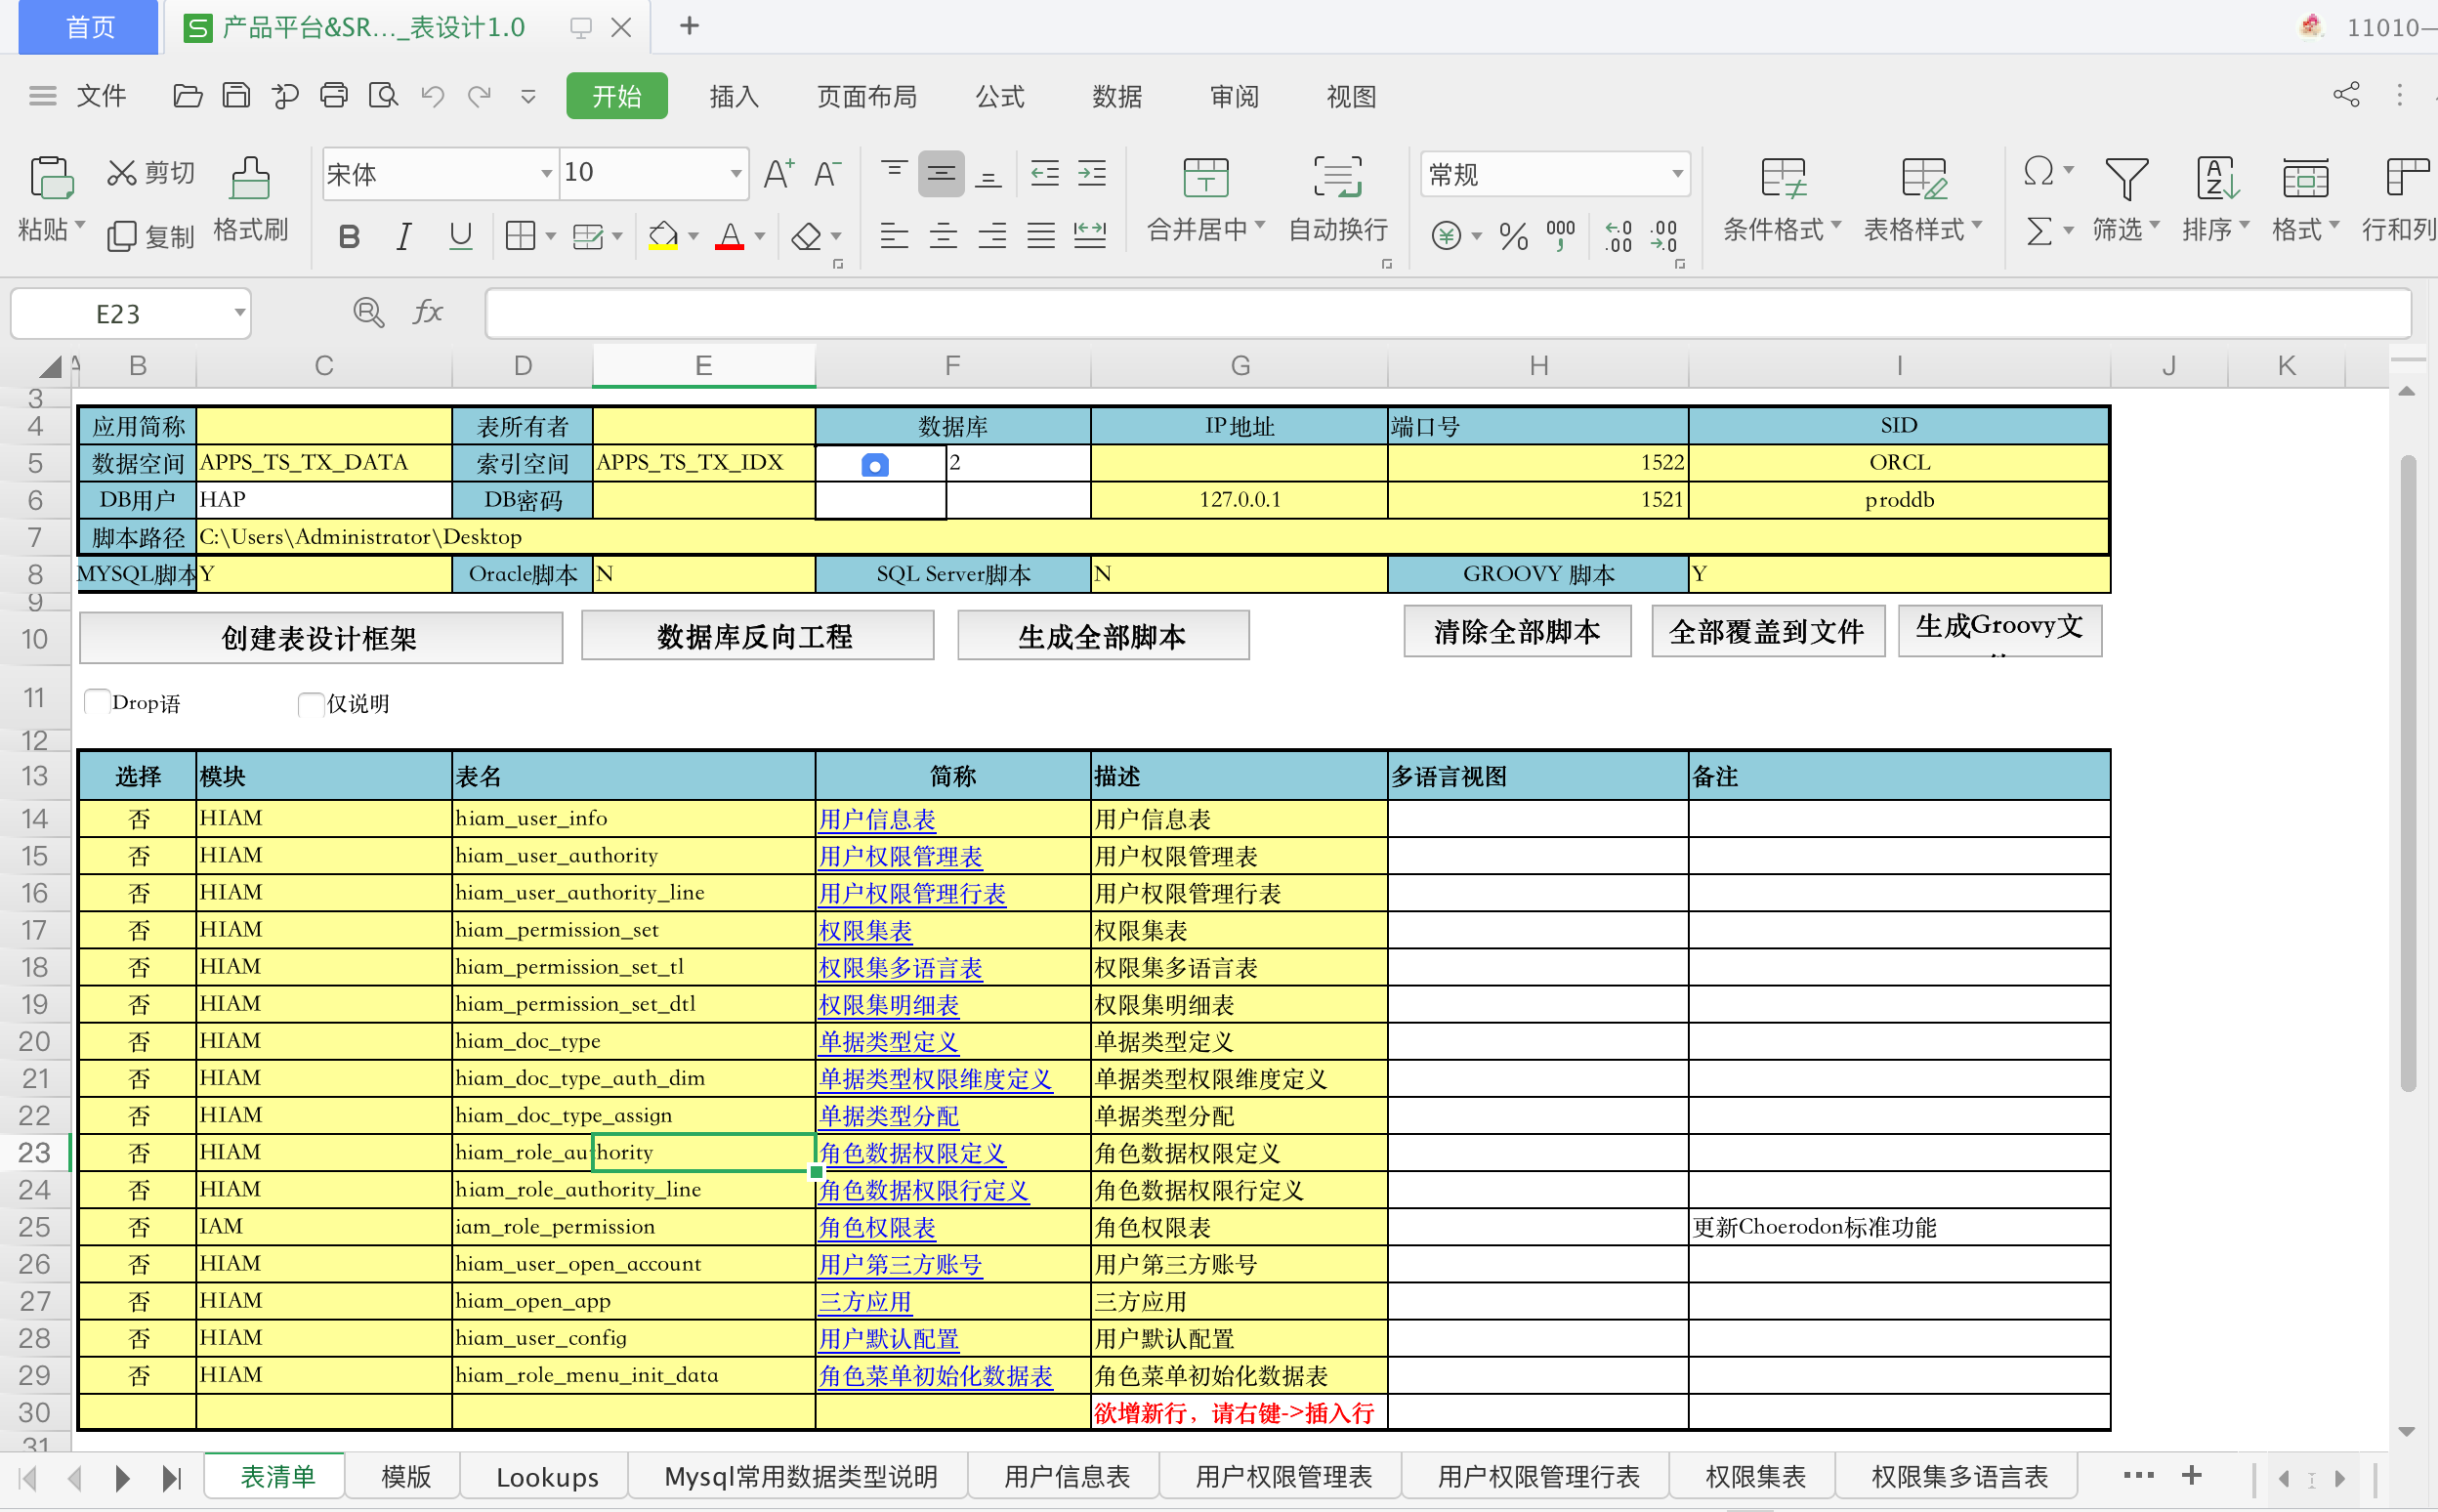 首页 产品平台&SR..._表设计1.0 + 11010
文件 开始 插入 页面布局 公式 数据 审阅 视图
粘贴 剪切 复制 格式刷 宋体 10 B I U A 合并居中 自动换行 常规 条件格式 表格样式 筛选 排序 格式 行和列
E23 fx
A B C D E F G H I J K
3
4 应用简称 表所有者 数据库 IP地址 端口号 SID
5 数据空间 APPS_TS_TX_DATA 索引空间 APPS_TS_TX_IDX 2 1522 ORCL
6 DB用户 HAP DB密码 127.0.0.1 1521 proddb
7 脚本路径 C:\Users\Administrator\Desktop
8 MYSQL脚本 Y Oracle脚本 N SQL Server脚本 N GROOVY 脚本 Y
9
10 创建表设计框架 数据库反向工程 生成全部脚本 清除全部脚本 全部覆盖到文件 生成Groovy文
11 Drop语 仅说明
12
13 选择 模块 表名 简称 描述 多语言视图 备注
14 否 HIAM hiam_user_info 用户信息表 用户信息表
15 否 HIAM hiam_user_authority 用户权限管理表 用户权限管理表
16 否 HIAM hiam_user_authority_line 用户权限管理行表 用户权限管理行表
17 否 HIAM hiam_permission_set 权限集表 权限集表
18 否 HIAM hiam_permission_set_tl 权限集多语言表 权限集多语言表
19 否 HIAM hiam_permission_set_dtl 权限集明细表 权限集明细表
20 否 HIAM hiam_doc_type 单据类型定义 单据类型定义
21 否 HIAM hiam_doc_type_auth_dim 单据类型权限维度定义 单据类型权限维度定义
22 否 HIAM hiam_doc_type_assign 单据类型分配 单据类型分配
23 否 HIAM hiam_role_authority 角色数据权限定义 角色数据权限定义
24 否 HIAM hiam_role_authority_line 角色数据权限行定义 角色数据权限行定义
25 否 IAM iam_role_permission 角色权限表 角色权限表 更新Choerodon标准功能
26 否 HIAM hiam_user_open_account 用户第三方账号 用户第三方账号
27 否 HIAM hiam_open_app 三方应用 三方应用
28 否 HIAM hiam_user_config 用户默认配置 用户默认配置
29 否 HIAM hiam_role_menu_init_data 角色菜单初始化数据表 角色菜单初始化数据表
30 欲增新行，请右键->插入行
31
表清单 模版 Lookups Mysql常用数据类型说明 用户信息表 用户权限管理表 用户权限管理行表 权限集表 权限集多语言表 ··· +